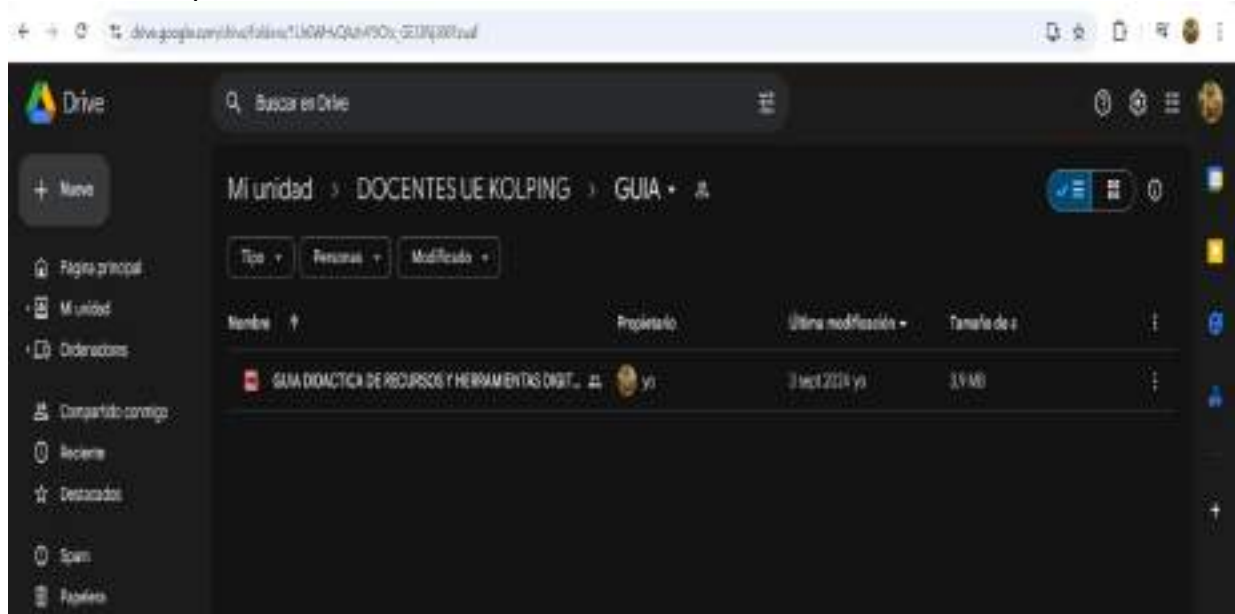 Drive
Buscar en Drive
Nuevo
Mi unidad > DOCENTES UE KOLPING > GUIA
Tipo
Personas
Modificado
Página principal
Mi unidad
Ordenadores
Nombre
Propietario
Última modificación
Tamaño de a
GUIA DIDACTICA DE RECURSOS Y HERRAMIENTAS DIGIT...
yo
3 sept 2024 yo
3,9 MB
Compartido conmigo
Reciente
Destacados
Spam
Papelera